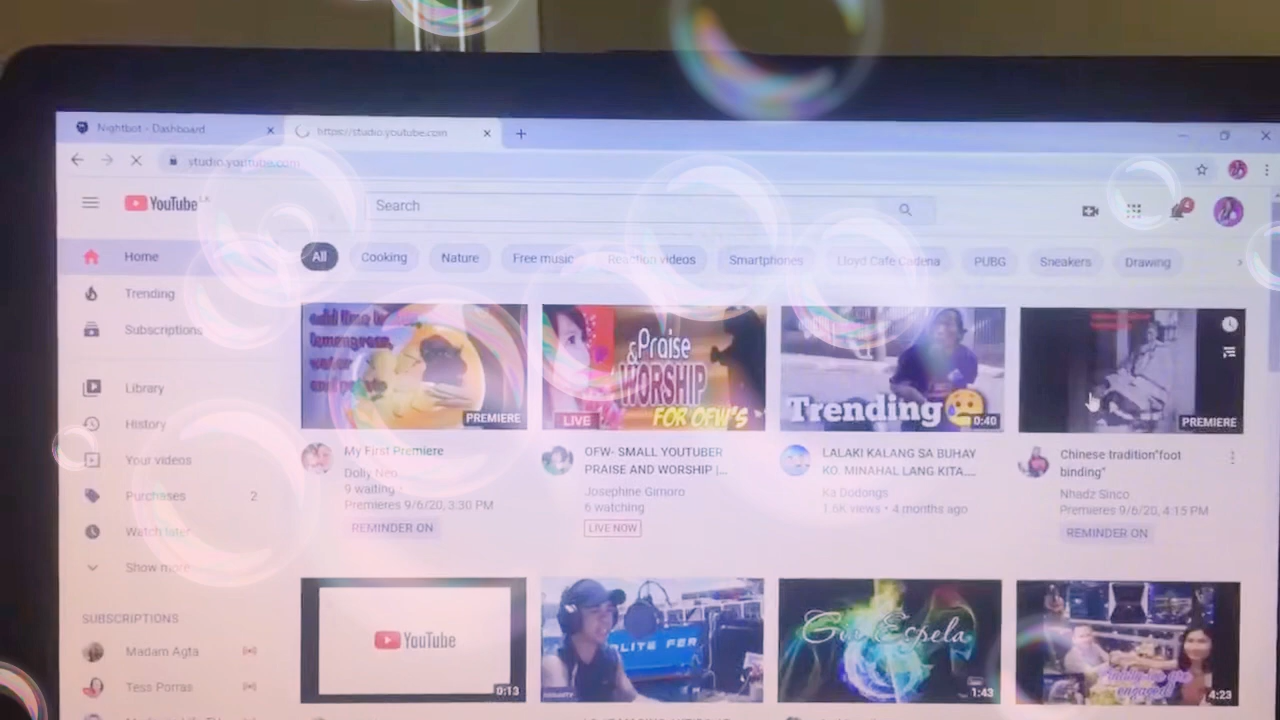 Nightbot - Dashboard
https://studio.youtube.com
studio.youtube.com
YouTube
Search
Home
All
Cooking
Nature
Free music
Reaction videos
Smartphones
Lloyd Cafe Cadena
PUBG
Sneakers
Drawing
Trending
Subscriptions
Library
History
Your videos
Purchases 2
Watch later
Show more
SUBSCRIPTIONS
Madam Agta
Tess Porras
PREMIERE
My First Premiere
Dolly Neo
9 waiting
Premieres 9/6/20, 3:30 PM
REMINDER ON
&Praise
WORSHIP
FOR OFW'S
LIVE
OFW- SMALL YOUTUBER
PRAISE AND WORSHIP |...
Josephine Gimoro
6 watching
LIVE NOW
Trending
0:40
LALAKI KALANG SA BUHAY
KO. MINAHAL LANG KITA....
Ka Dodongs
1.6K views • 4 months ago
PREMIERE
Chinese tradition"foot
binding"
Nhadz Sinco
Premieres 9/6/20, 4:15 PM
REMINDER ON
YouTube
0:13
Espela
1:43
engaged!
4:23